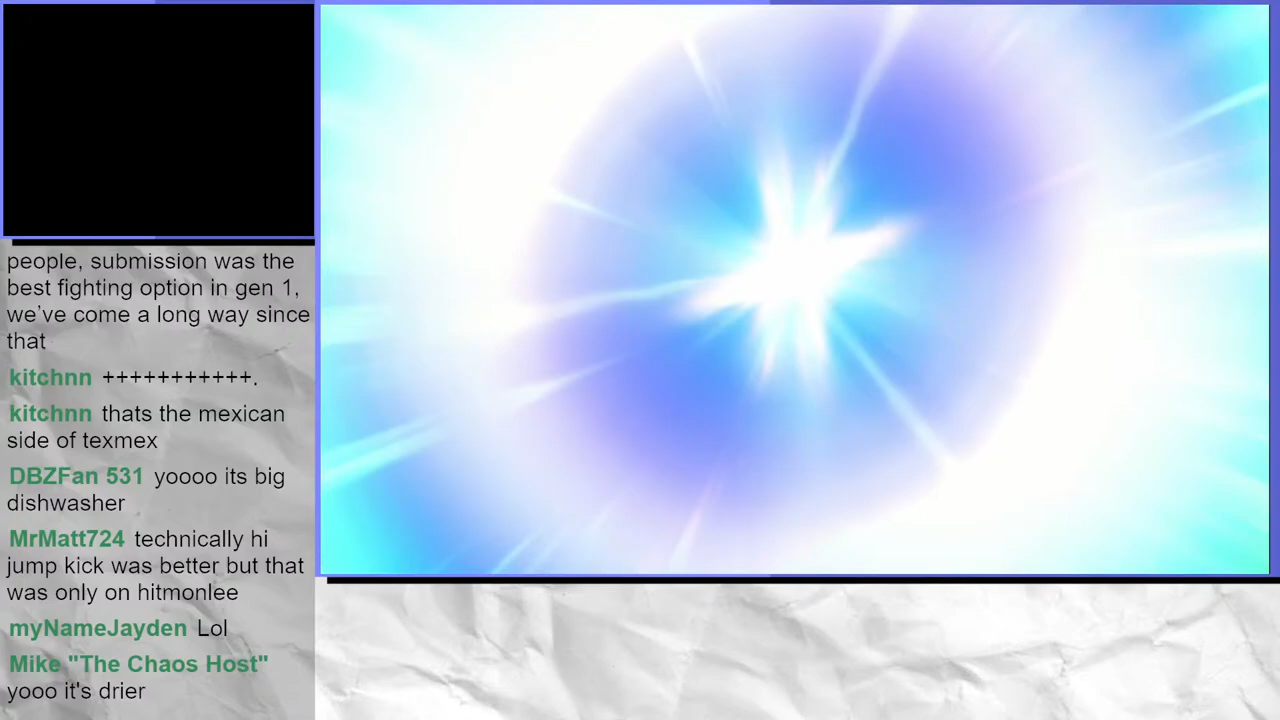 people, submission was the
best fighting option in gen 1,
we've come a long way since
that
kitchnn +++++++++++.
kitchnn thats the mexican
side of texmex
DBZFan 531 yoooo its big
dishwasher
MrMatt724 technically hi
jump kick was better but that
was only on hitmonlee
myNameJayden Lol
Mike "The Chaos Host"
yooo it's drier